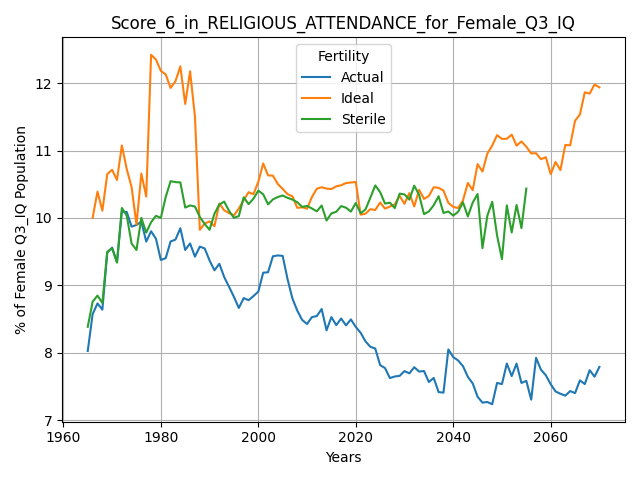 Score_6_in_RELIGIOUS_ATTENDANCE_for_Female_Q3_IQ
Fertility
Actual
Ideal
Sterile
% of Female Q3_IQ Population
12
11
10
9
8
7
1960
1980
2000
2020
2040
2060
Years